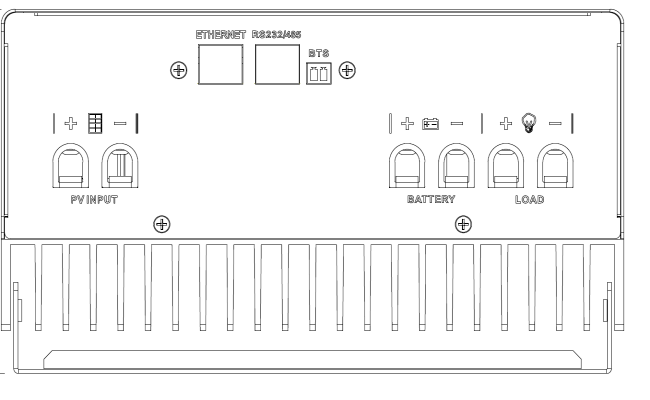 ETHERNET RS232/485
BTS
+ − + − + −
PV INPUT BATTERY LOAD